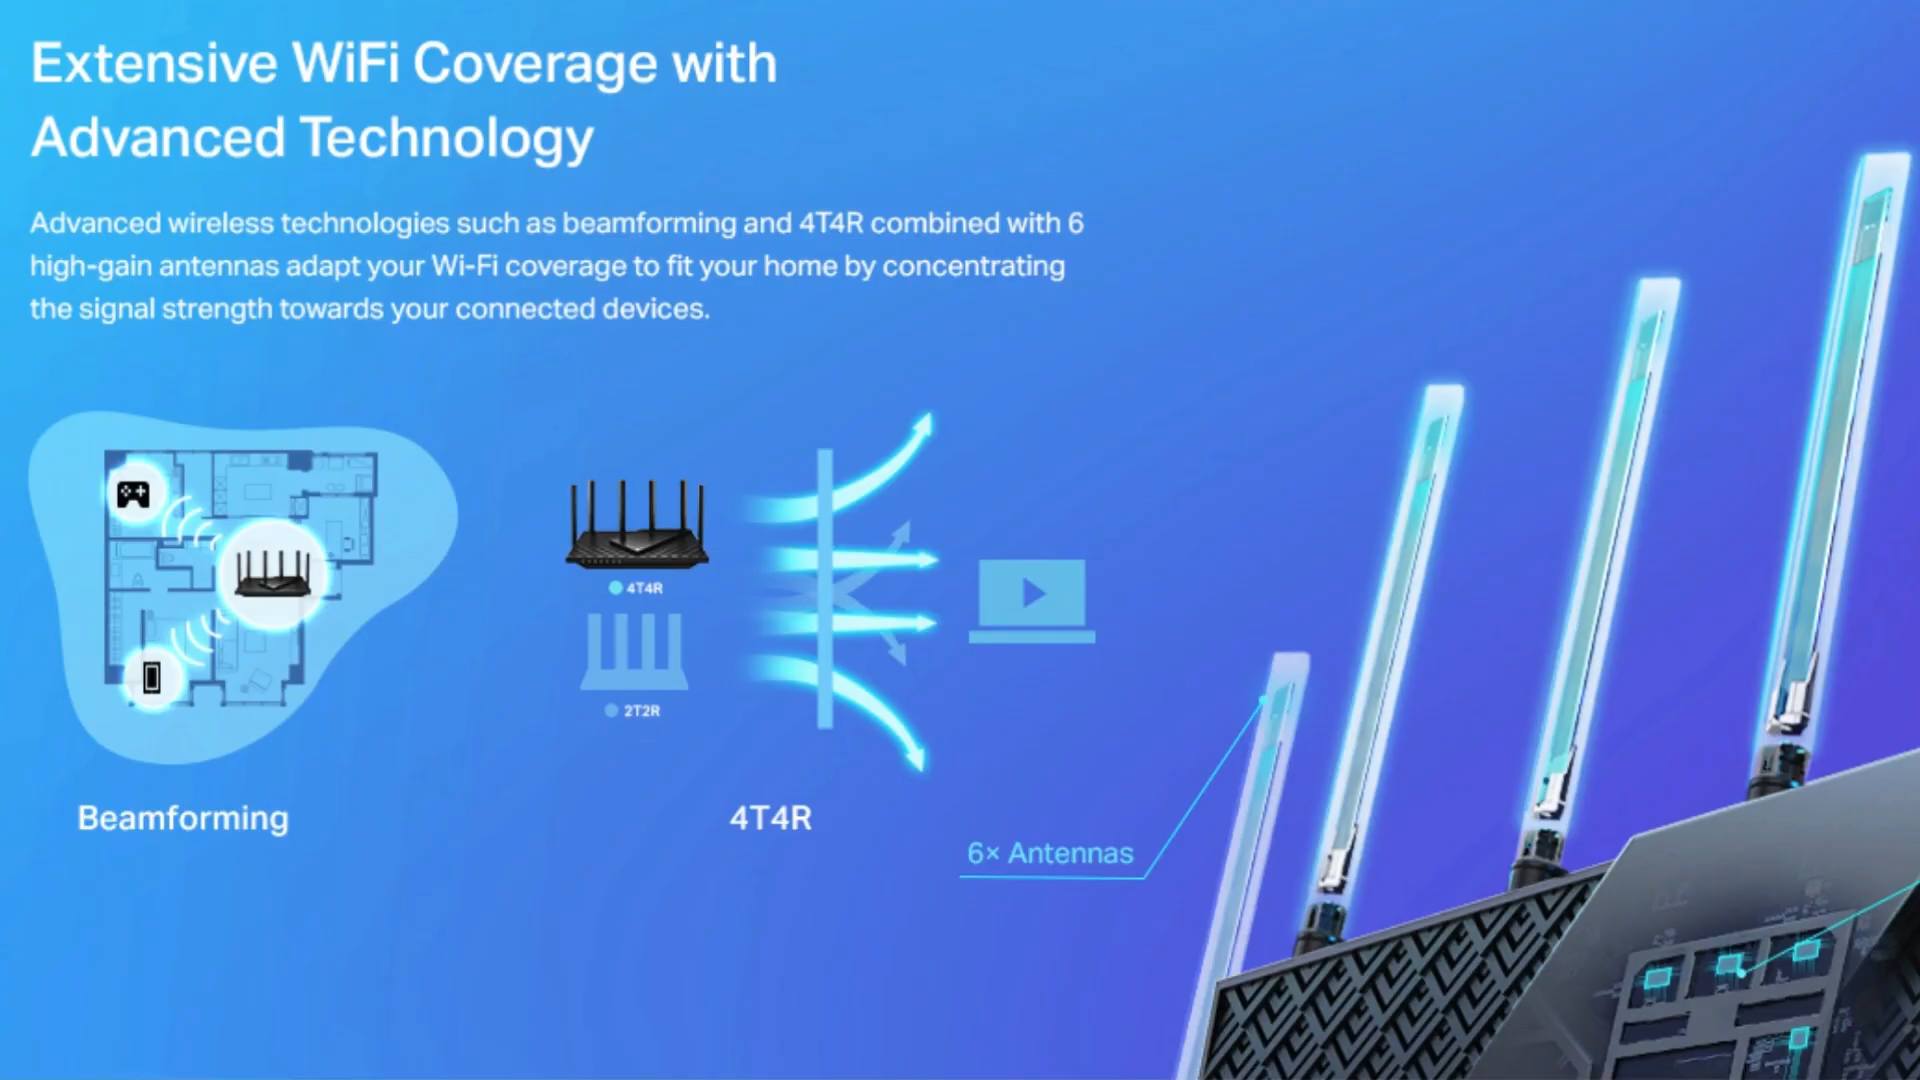 Extensive WiFi Coverage with
Advanced Technology
Advanced wireless technologies such as beamforming and 4T4R combined with 6
high-gain antennas adapt your Wi-Fi coverage to fit your home by concentrating
the signal strength towards your connected devices.
4T4R
2T2R
Beamforming
4T4R
6× Antennas